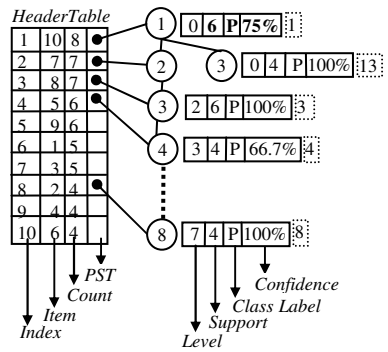 HeaderTable
1 10 8
2 7 7
3 8 7
4 5 6
5 9 6
6 1 5
7 3 5
8 2 4
9 4 4
10 6 4
1 0 6 P 75% 1
2
3 0 4 P 100% 13
3 2 6 P 100% 3
4 3 4 P 66.7% 4
8 7 4 P 100% 8
PST
Count
Item
Index
Confidence
Class Label
Support
Level